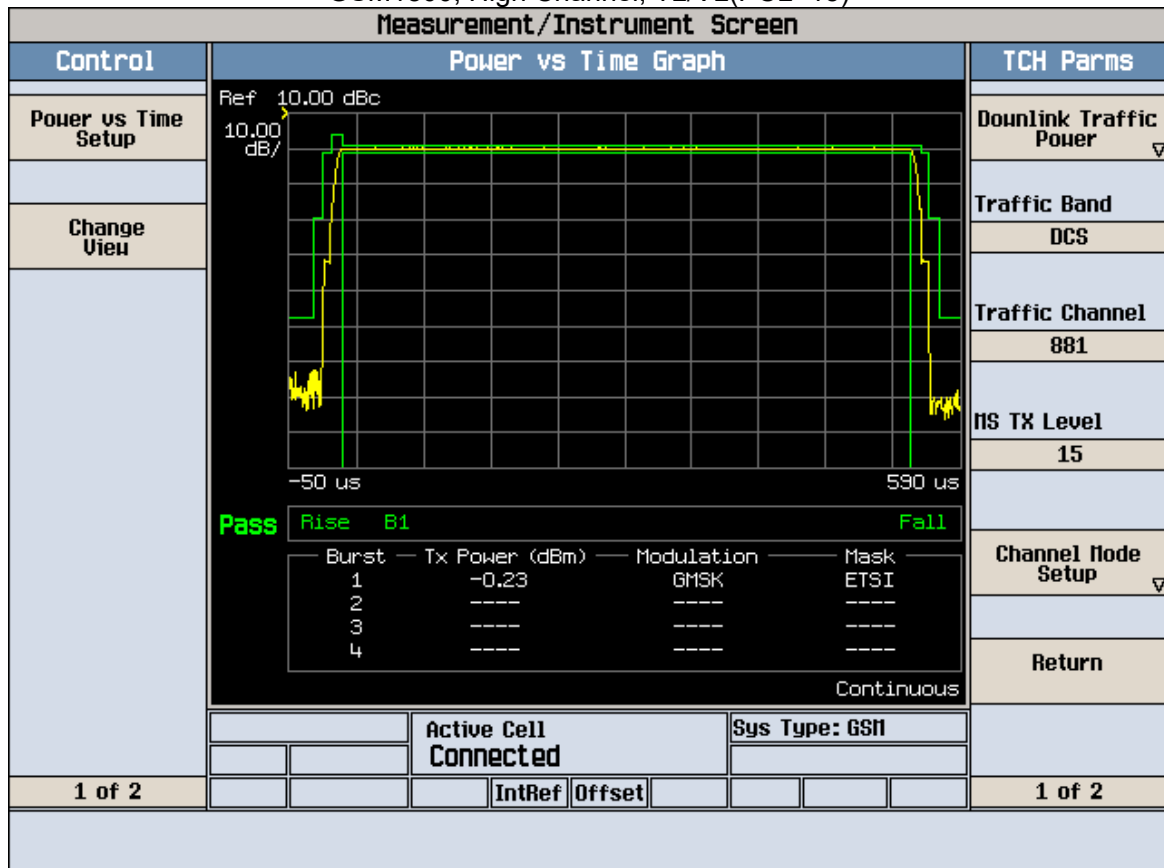 Measurement/Instrument Screen
Control
Power vs Time Graph
TCH Parms
Power vs Time
Setup
Change
View
1 of 2
Ref 10.00 dBc
10.00
dB/
-50 us
590 us
Pass
Rise B1 Fall
Burst Tx Power (dBm) Modulation Mask
1 -0.23 GMSK ETSI
2 ---- ---- ----
3 ---- ---- ----
4 ---- ---- ----
Continuous
Active Cell
Connected
Sys Type: GSM
IntRef Offset
Downlink Traffic
Power
Traffic Band
DCS
Traffic Channel
881
MS TX Level
15
Channel Mode
Setup
Return
1 of 2